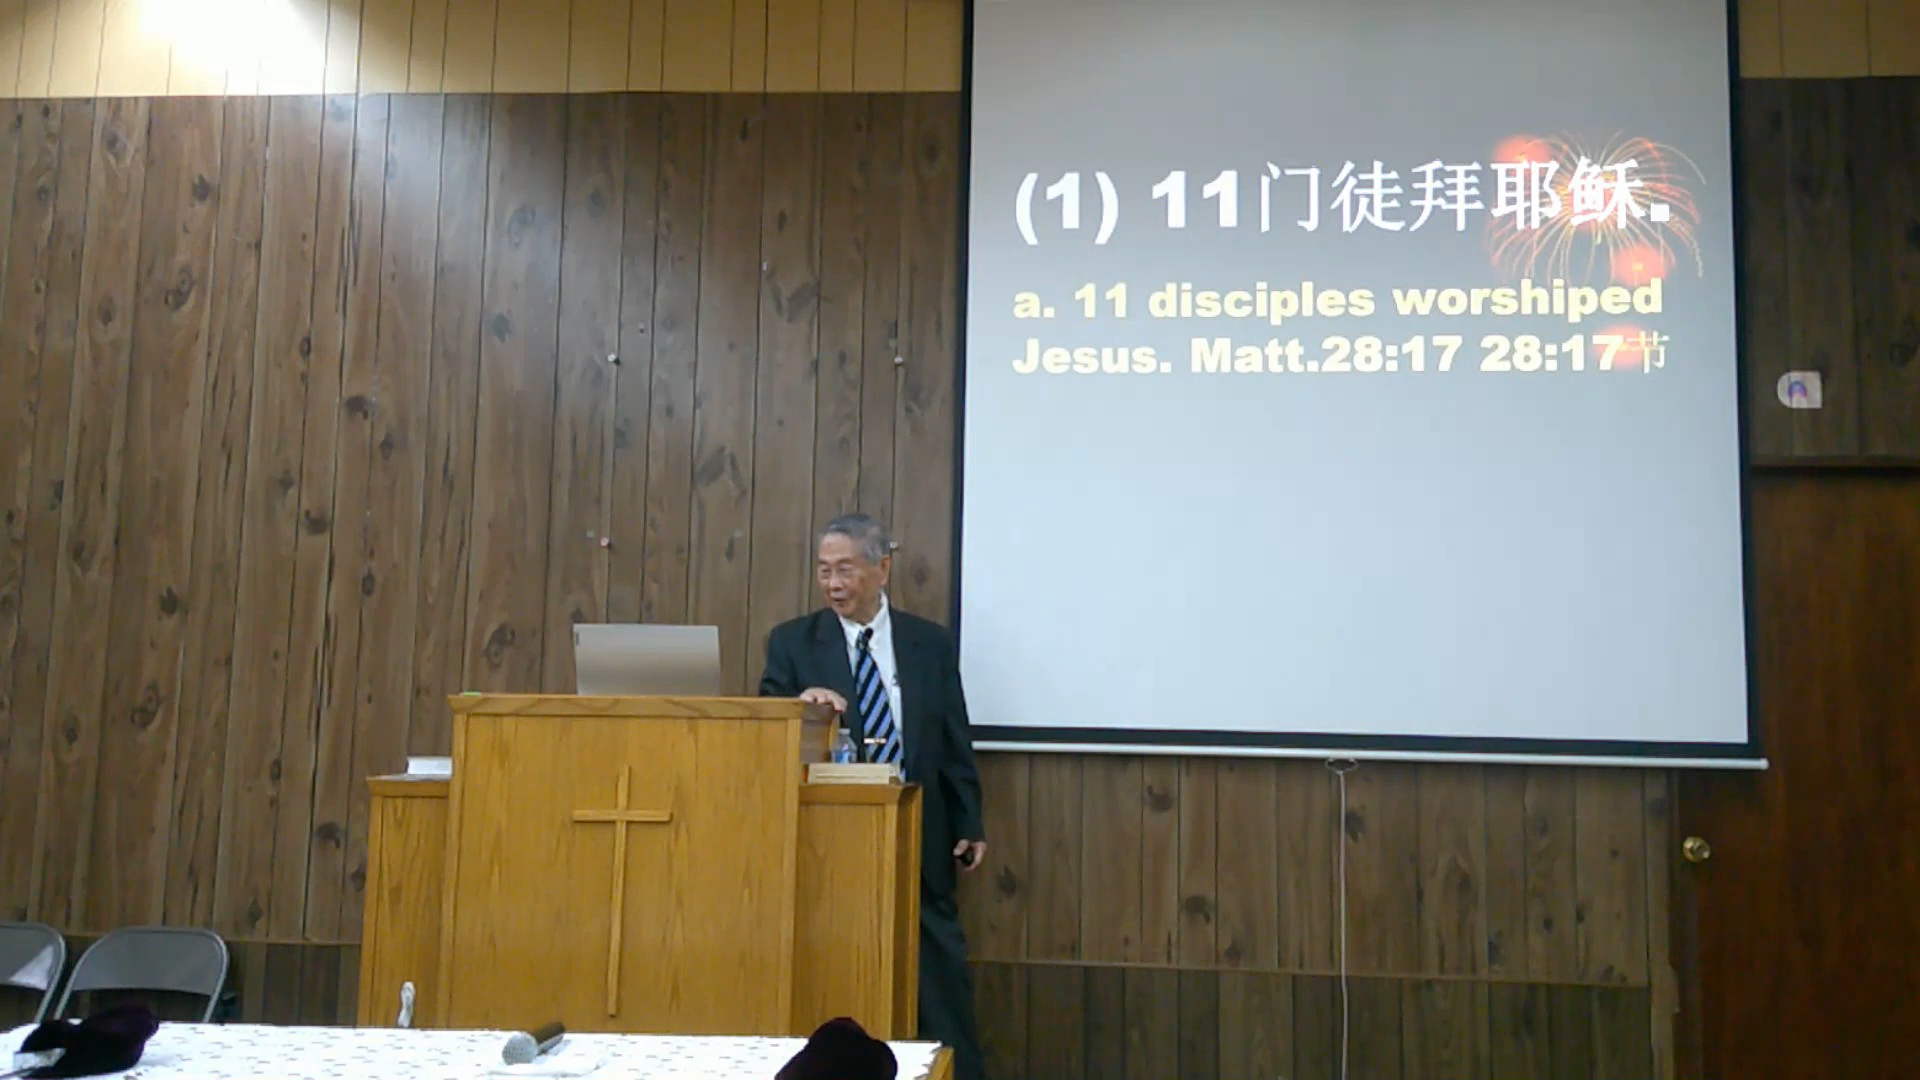 (1) 11门徒拜耶稣.
a. 11 disciples worshiped
Jesus. Matt.28:17 28:17节